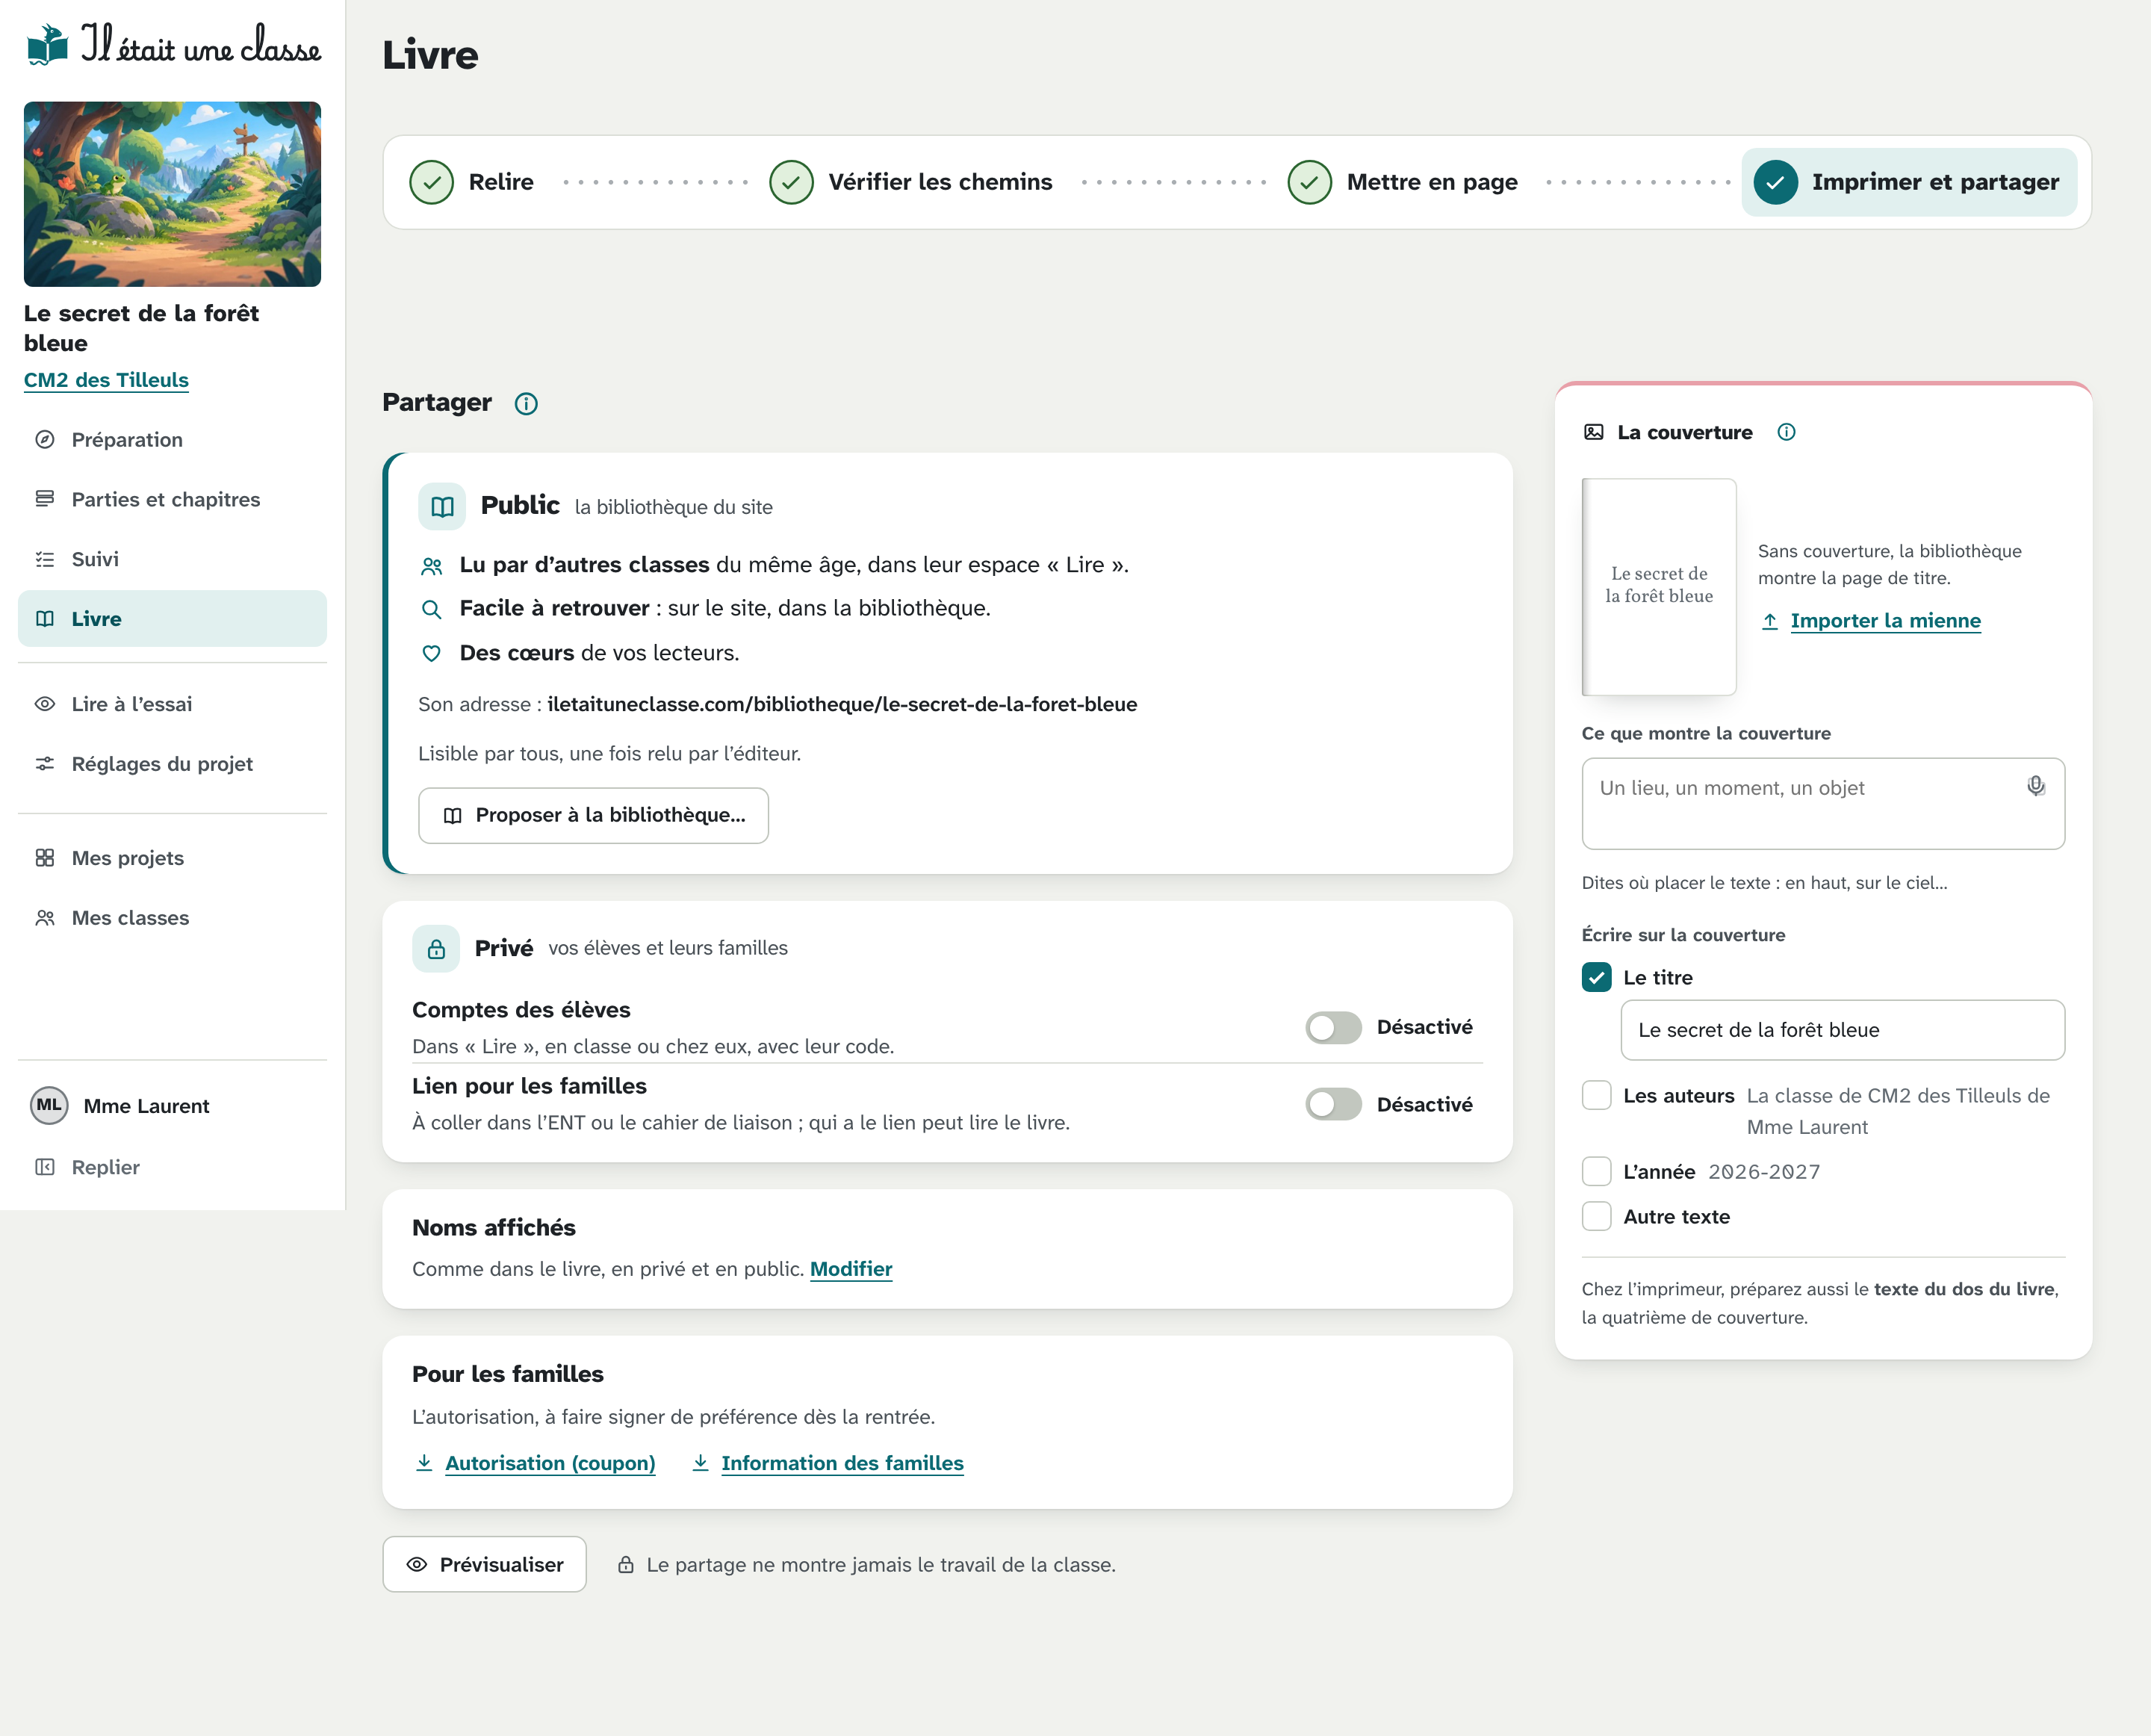 Il était une classe
Le secret de la forêt
bleue
CM2 des Tilleuls
Préparation
Parties et chapitres
Suivi
Livre
Lire à l’essai
Réglages du projet
Mes projets
Mes classes
ML Mme Laurent
Replier
Livre
Relire
Vérifier les chemins
Mettre en page
Imprimer et partager
Partager
Public la bibliothèque du site
Lu par d’autres classes du même âge, dans leur espace « Lire ».
Facile à retrouver : sur le site, dans la bibliothèque.
Des cœurs de vos lecteurs.
Son adresse : iletaituneclasse.com/bibliotheque/le-secret-de-la-foret-bleue
Lisible par tous, une fois relu par l’éditeur.
Proposer à la bibliothèque...
Privé vos élèves et leurs familles
Comptes des élèves
Dans « Lire », en classe ou chez eux, avec leur code.
Désactivé
Lien pour les familles
À coller dans l’ENT ou le cahier de liaison ; qui a le lien peut lire le livre.
Désactivé
Noms affichés
Comme dans le livre, en privé et en public. Modifier
Pour les familles
L’autorisation, à faire signer de préférence dès la rentrée.
Autorisation (coupon) Information des familles
Prévisualiser
Le partage ne montre jamais le travail de la classe.
La couverture
Le secret de
la forêt bleue
Sans couverture, la bibliothèque
montre la page de titre.
Importer la mienne
Ce que montre la couverture
Un lieu, un moment, un objet
Dites où placer le texte : en haut, sur le ciel...
Écrire sur la couverture
Le titre
Le secret de la forêt bleue
Les auteurs La classe de CM2 des Tilleuls de
Mme Laurent
L’année 2026-2027
Autre texte
Chez l’imprimeur, préparez aussi le texte du dos du livre,
la quatrième de couverture.